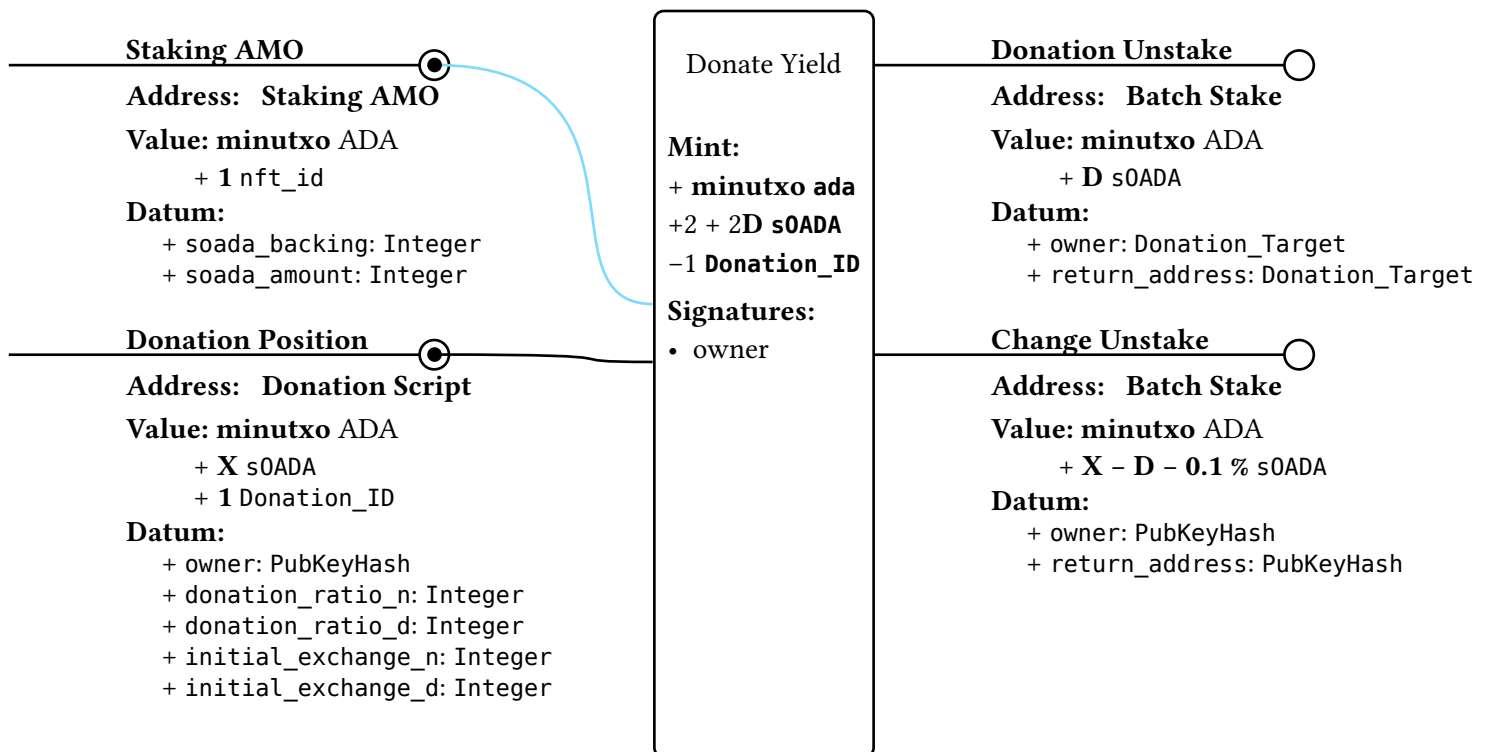 Staking AMO
Address: Staking AMO
Value: minutxo ADA
+ 1 nft_id
Datum:
+ soada_backing: Integer
+ soada_amount: Integer
Donation Position
Address: Donation Script
Value: minutxo ADA
+ X sOADA
+ 1 Donation_ID
Datum:
+ owner: PubKeyHash
+ donation_ratio_n: Integer
+ donation_ratio_d: Integer
+ initial_exchange_n: Integer
+ initial_exchange_d: Integer
Donate Yield
Mint:
+ minutxo ada
+2 + 2D sOADA
−1 Donation_ID
Signatures:
• owner
Donation Unstake
Address: Batch Stake
Value: minutxo ADA
+ D sOADA
Datum:
+ owner: Donation_Target
+ return_address: Donation_Target
Change Unstake
Address: Batch Stake
Value: minutxo ADA
+ X − D − 0.1 % sOADA
Datum:
+ owner: PubKeyHash
+ return_address: PubKeyHash